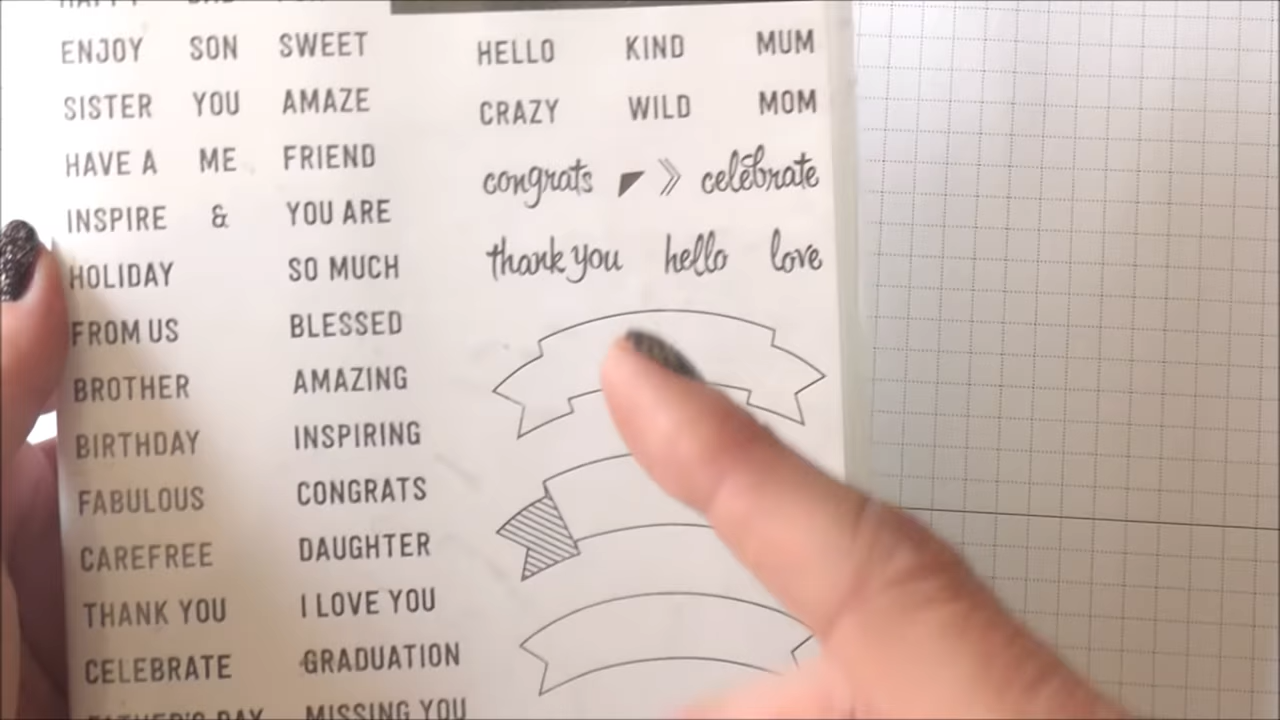 ENJOY SON SWEET
SISTER YOU AMAZE
HAVE A ME FRIEND
INSPIRE & YOU ARE
HOLIDAY SO MUCH
FROM US BLESSED
BROTHER AMAZING
BIRTHDAY INSPIRING
FABULOUS CONGRATS
CAREFREE DAUGHTER
THANK YOU I LOVE YOU
CELEBRATE GRADUATION
FATHER'S DAY MISSING YOU
HELLO KIND MUM
CRAZY WILD MOM
congrats celebrate
thank you hello love